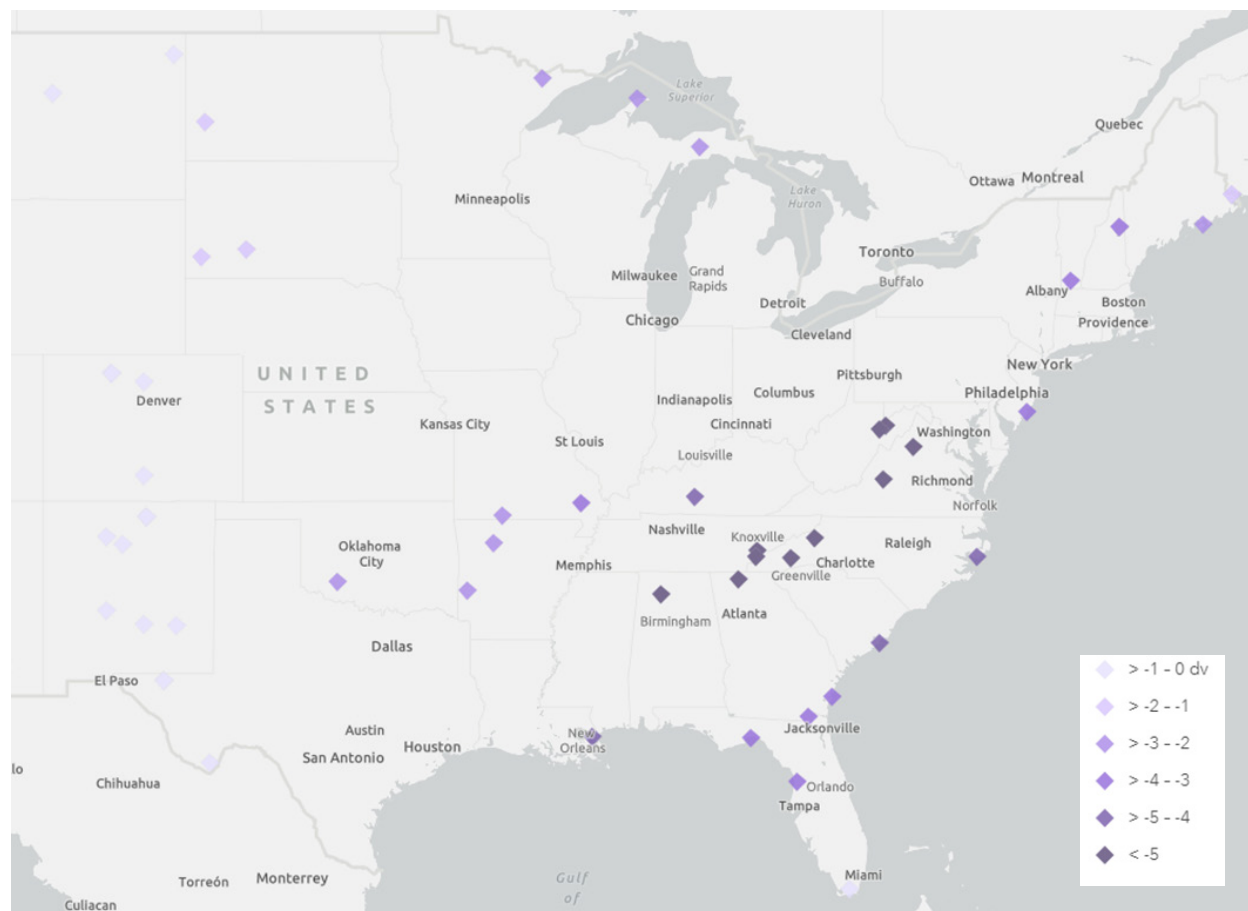 Lake
Superior
Quebec
Ottawa
Montreal
Minneapolis
Lake
Huron
Toronto
Buffalo
Milwaukee
Grand
Rapids
Albany
Boston
Detroit
Chicago
Providence
Cleveland
New York
UNITED
STATES
Pittsburgh
Denver
Columbus
Philadelphia
Indianapolis
Kansas City
Cincinnati
Washington
St Louis
Louisville
Richmond
Norfolk
Nashville
Knoxville
Raleigh
Oklahoma
City
Memphis
Charlotte
Greenville
Atlanta
Birmingham
Dallas
El Paso
Austin
Jacksonville
New
Orleans
Houston
San Antonio
lo
Chihuahua
Orlando
Tampa
Miami
Torreón
Monterrey
Gulf
of
Culiacan
> -1 - 0 dv
> -2 - -1
> -3 - -2
> -4 - -3
> -5 - -4
< -5